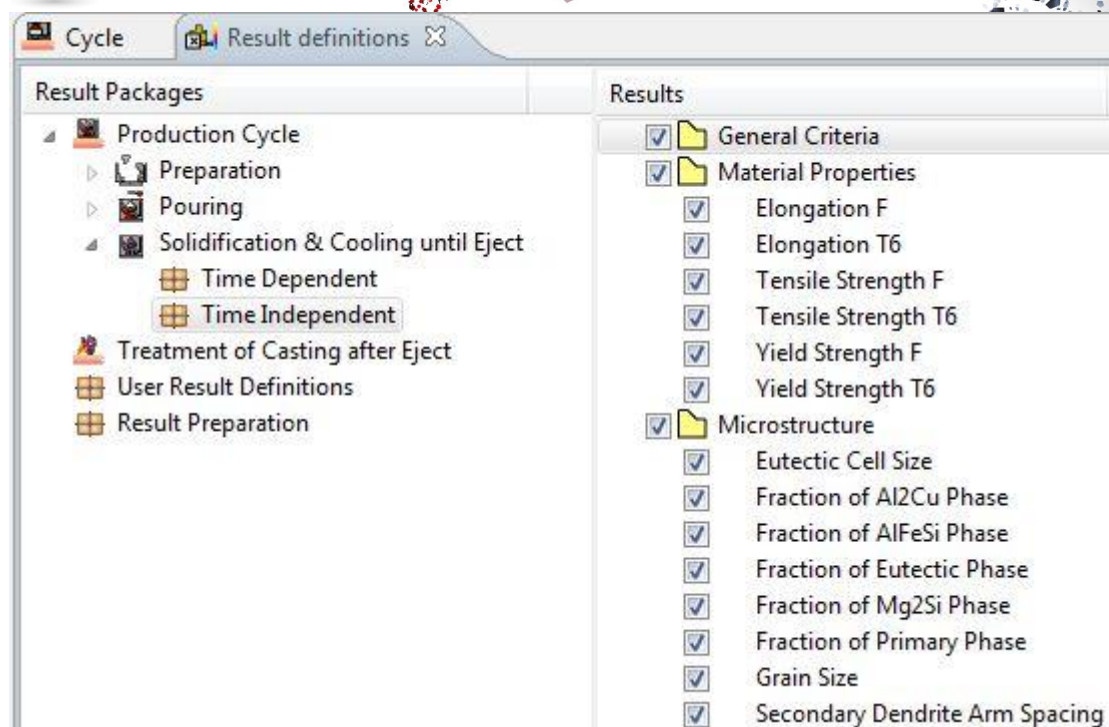 Cycle
Result definitions
Result Packages
Production Cycle
Preparation
Pouring
Solidification & Cooling until Eject
Time Dependent
Time Independent
Treatment of Casting after Eject
User Result Definitions
Result Preparation
Results
General Criteria
Material Properties
Elongation F
Elongation T6
Tensile Strength F
Tensile Strength T6
Yield Strength F
Yield Strength T6
Microstructure
Eutectic Cell Size
Fraction of Al2Cu Phase
Fraction of AlFeSi Phase
Fraction of Eutectic Phase
Fraction of Mg2Si Phase
Fraction of Primary Phase
Grain Size
Secondary Dendrite Arm Spacing